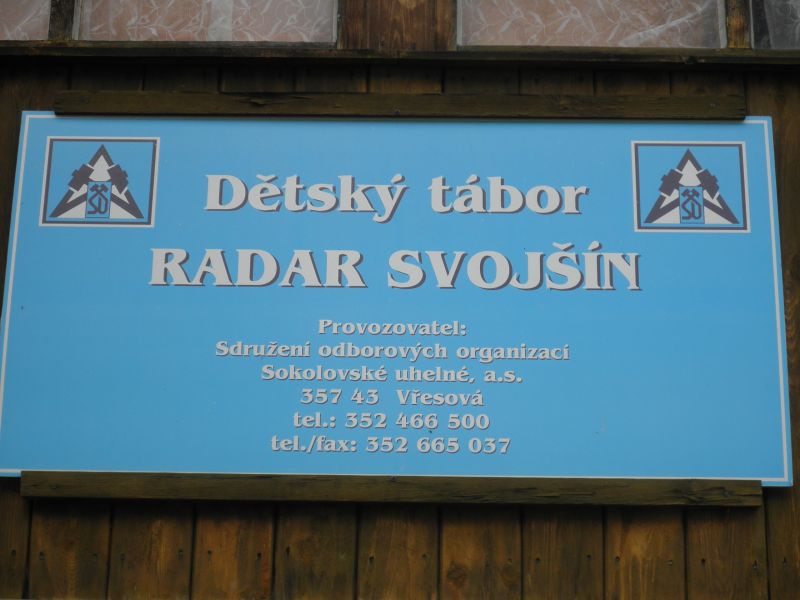 Dětský tábor
RADAR SVOJŠÍN
Provozovatel:
Sdružení odborových organizací
Sokolovské uhelné, a.s.
357 43 Vřesová
tel.: 352 466 500
tel./fax: 352 665 037